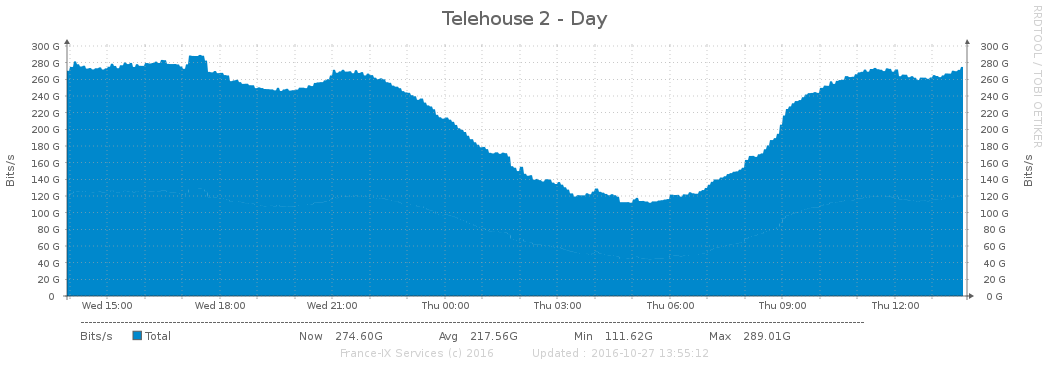 Telehouse 2 - Day
RRDTOOL / TOBI OETIKER
Bits/s
300 G
280 G
260 G
240 G
220 G
200 G
180 G
160 G
140 G
120 G
100 G
80 G
60 G
40 G
20 G
0
300 G
280 G
260 G
240 G
220 G
200 G
180 G
160 G
140 G
120 G
100 G
80 G
60 G
40 G
20 G
0 G
Bits/s
Wed 15:00 Wed 18:00 Wed 21:00 Thu 00:00 Thu 03:00 Thu 06:00 Thu 09:00 Thu 12:00
Bits/s Total Now 274.60G Avg 217.56G Min 111.62G Max 289.01G
France-IX Services (c) 2016 Updated : 2016-10-27 13:55:12